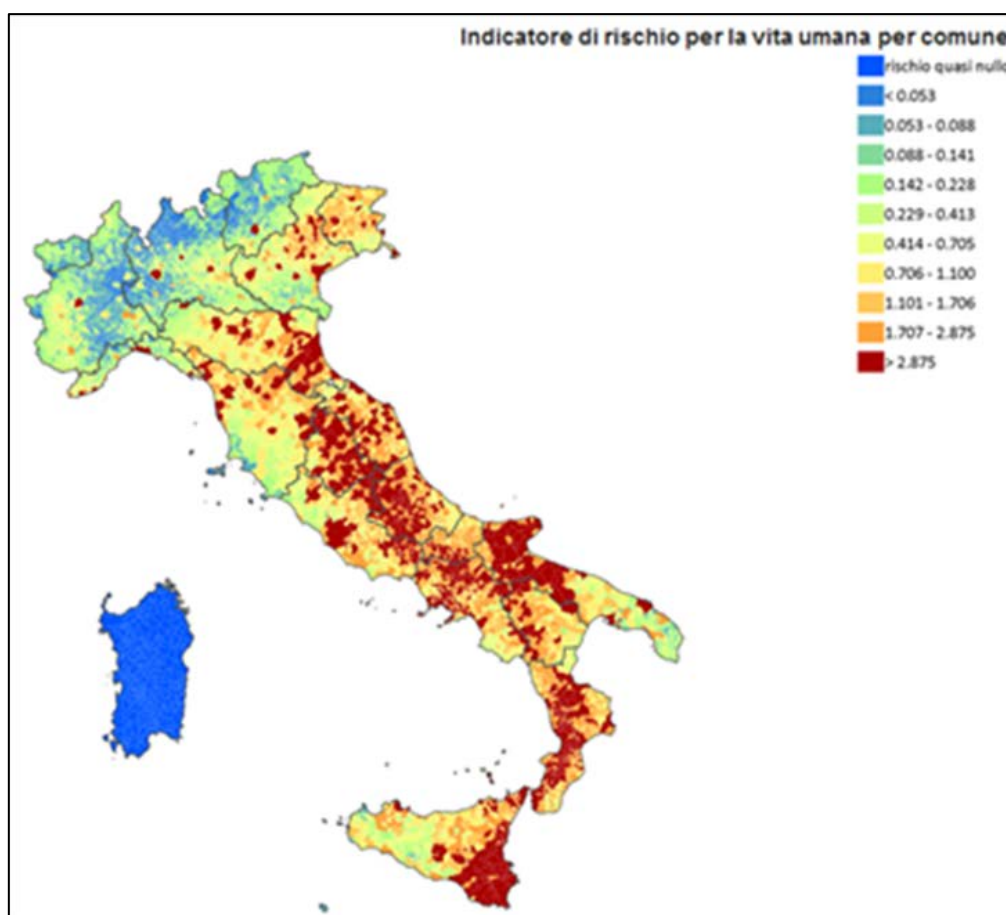 Indicatore di rischio per la vita umana per comune
rischio quasi nullo
< 0.053
0.053 - 0.088
0.088 - 0.141
0.142 - 0.228
0.229 - 0.413
0.414 - 0.705
0.706 - 1.100
1.101 - 1.706
1.707 - 2.875
> 2.875